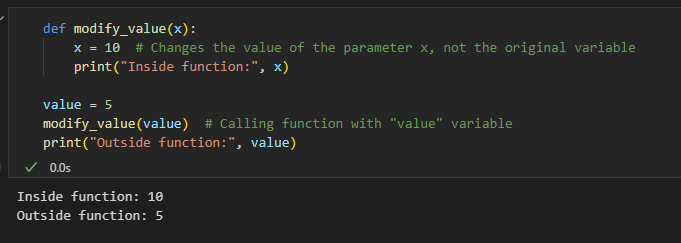 def modify_value(x):
    x = 10  # Changes the value of the parameter x, not the original variable
    print("Inside function:", x)

value = 5
modify_value(value)  # Calling function with "value" variable
print("Outside function:", value)
0.0s
Inside function: 10
Outside function: 5